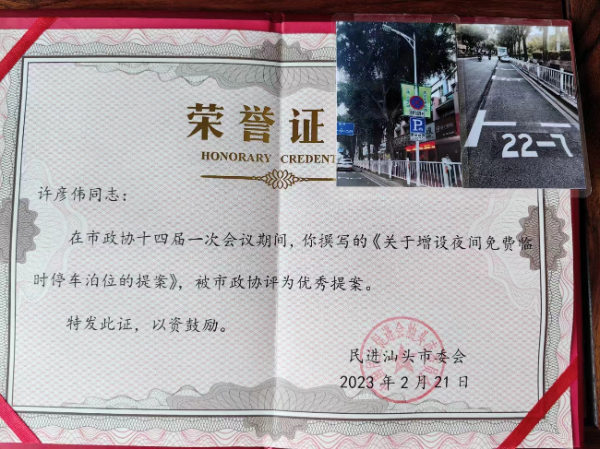 荣誉证
HONORARY CREDENT
许彦伟同志：
在市政协十四届一次会议期间，你撰写的《关于增设夜间免费临
时停车泊位的提案》，被市政协评为优秀提案。
特发此证，以资鼓励。
民进汕头市委会
2023年2月21日
P
22-7